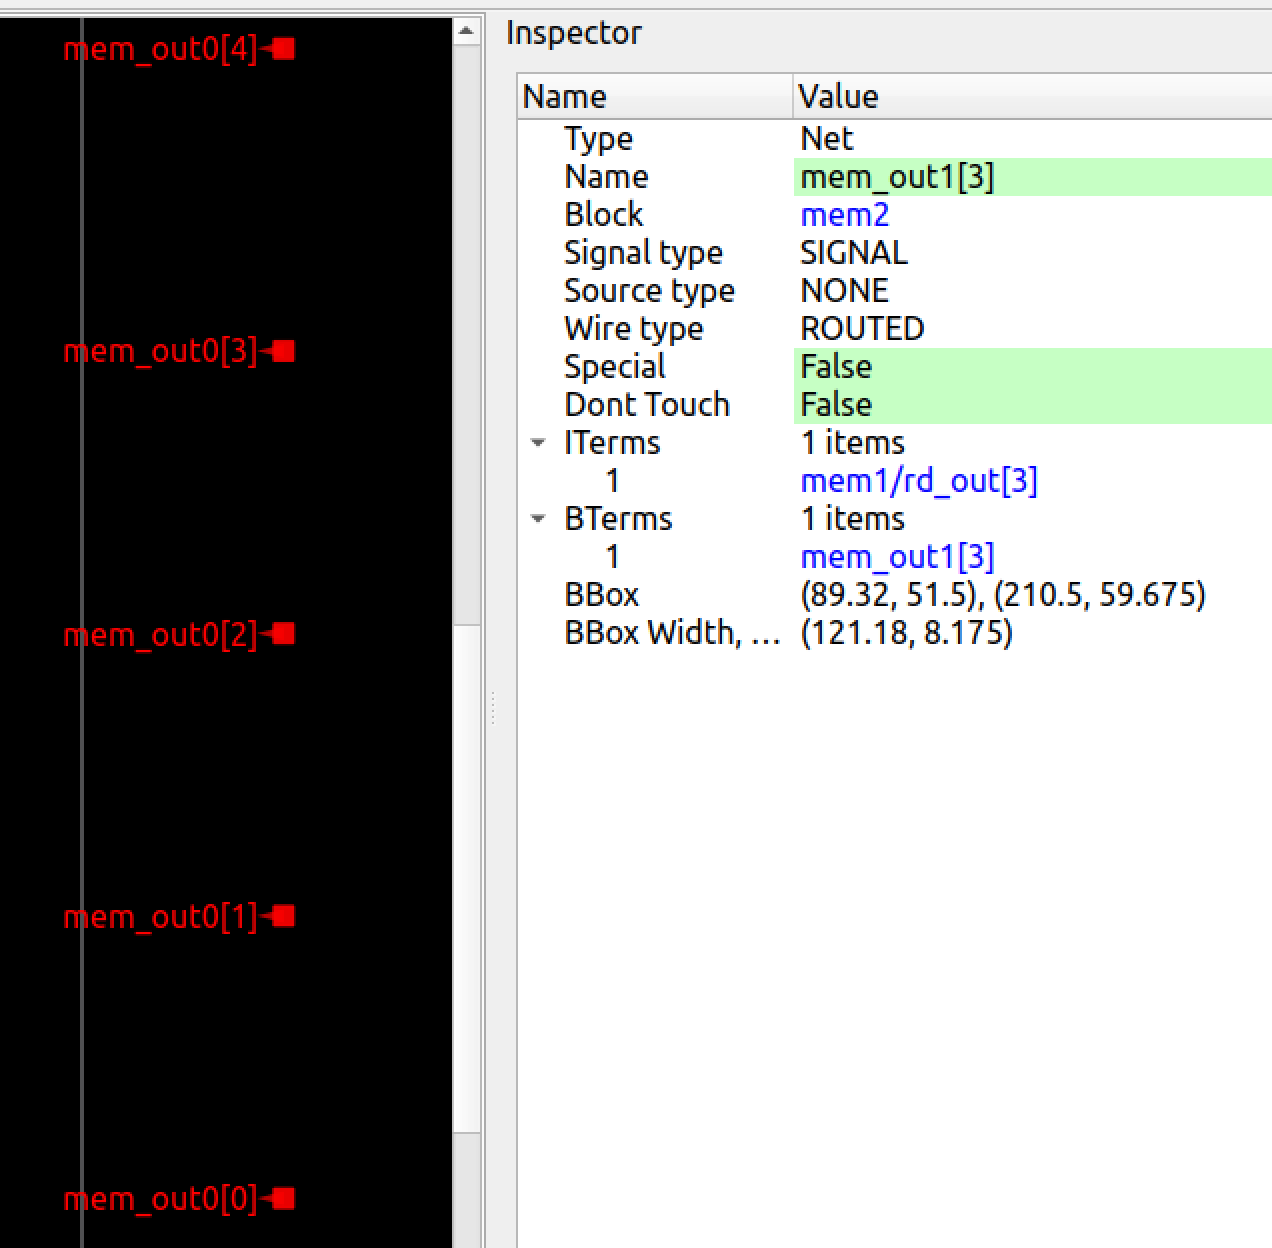 mem_out0[4]
mem_out0[3]
mem_out0[2]
mem_out0[1]
mem_out0[0]
Inspector
Name Value
Type Net
Name mem_out1[3]
Block mem2
Signal type SIGNAL
Source type NONE
Wire type ROUTED
Special False
Dont Touch False
ITerms 1 items
1 mem1/rd_out[3]
BTerms 1 items
1 mem_out1[3]
BBox (89.32, 51.5), (210.5, 59.675)
BBox Width, ... (121.18, 8.175)